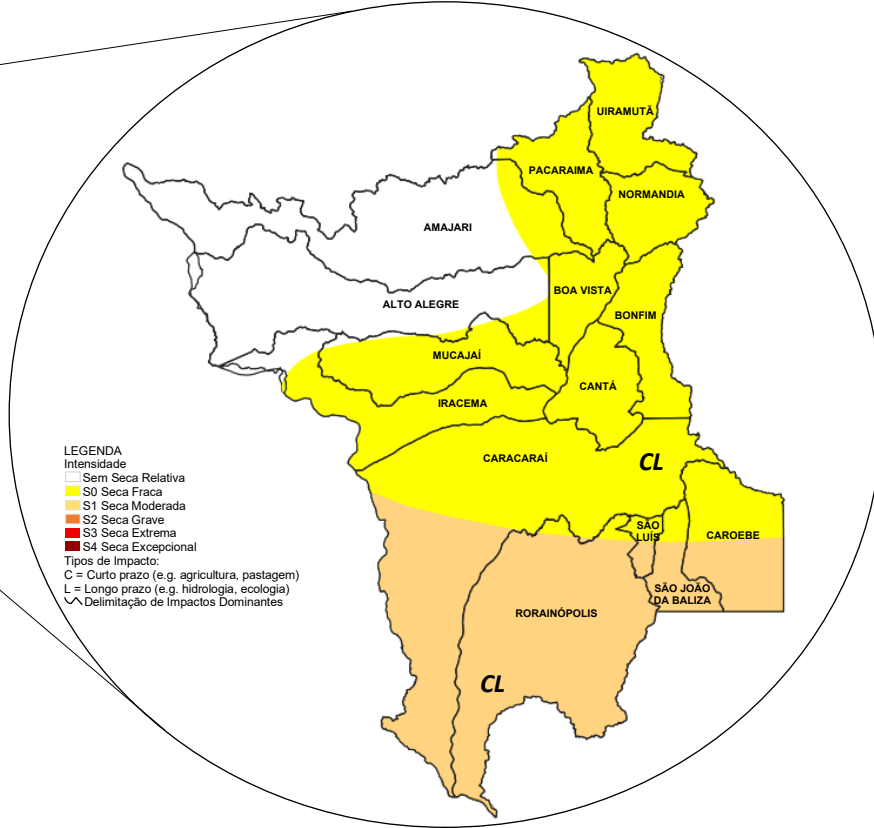 UIRAMUTÃ
PACARAIMA
NORMANDIA
AMAJARI
BOA VISTA
ALTO ALEGRE
BONFIM
MUCAJAÍ
CANTÁ
IRACEMA
CARACARAÍ
CL
SÃO
LUÍS
CAROEBE
SÃO JOÃO
DA BALIZA
RORAINÓPOLIS
CL
LEGENDA
Intensidade
Sem Seca Relativa
S0 Seca Fraca
S1 Seca Moderada
S2 Seca Grave
S3 Seca Extrema
S4 Seca Excepcional
Tipos de Impacto:
C = Curto prazo (e.g. agricultura, pastagem)
L = Longo prazo (e.g. hidrologia, ecologia)
Delimitação de Impactos Dominantes